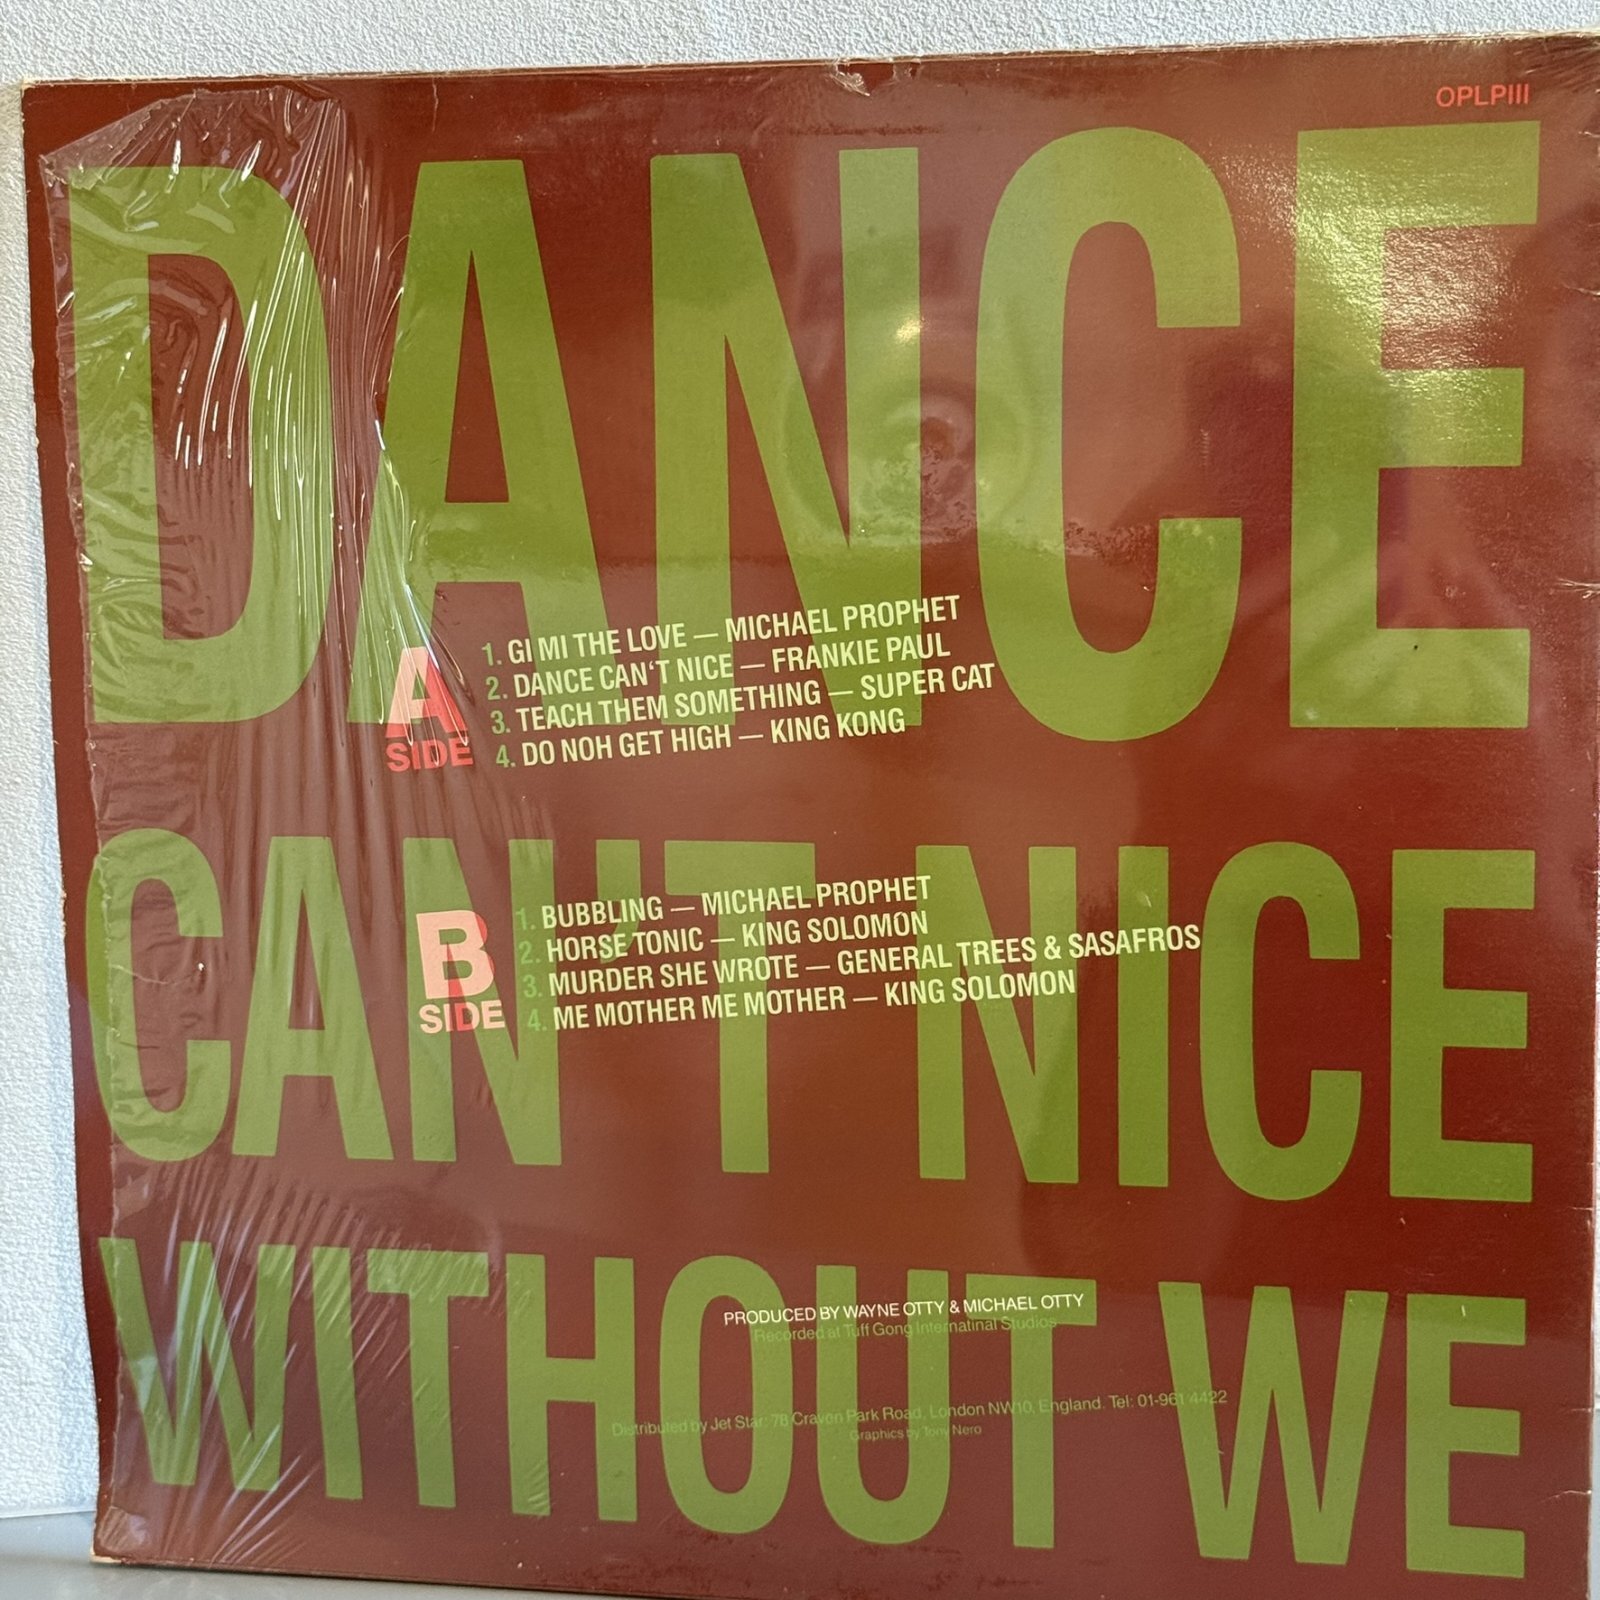 OPLPIII
DANCE
A
SIDE
1. GI MI THE LOVE — MICHAEL PROPHET
2. DANCE CAN'T NICE — FRANKIE PAUL
3. TEACH THEM SOMETHING — SUPER CAT
4. DO NOH GET HIGH — KING KONG
CAN'T NICE
B
SIDE
1. BUBBLING — MICHAEL PROPHET
2. HORSE TONIC — KING SOLOMON
3. MURDER SHE WROTE — GENERAL TREES & SASAFROS
4. ME MOTHER ME MOTHER — KING SOLOMON
WITHOUT WE
PRODUCED BY WAYNE OTTY & MICHAEL OTTY
Recorded at Tuff Gong Internatinal Studios
Distributed by Jet Star: 78 Craven Park Road, London NW10, England. Tel: 01-961 4422
Graphics by Tony Nero